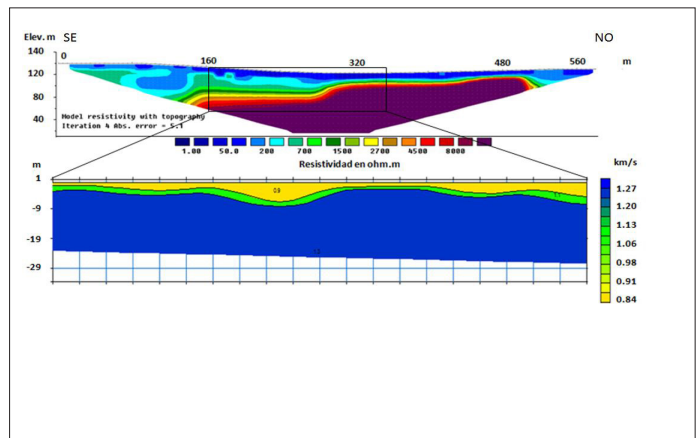 Elev. m SE NO
140 0 160 320 480 560 m
120
80
40
Model resistivity with topography
Iteration 4 Abs. error = 5.1
1.00 50.0 200 700 1500 2700 4500 8000
Resistividad en ohm.m
m km/s
1
-9
-19
-29
0.9
1.27
1.20
1.13
1.06
0.98
0.91
0.84